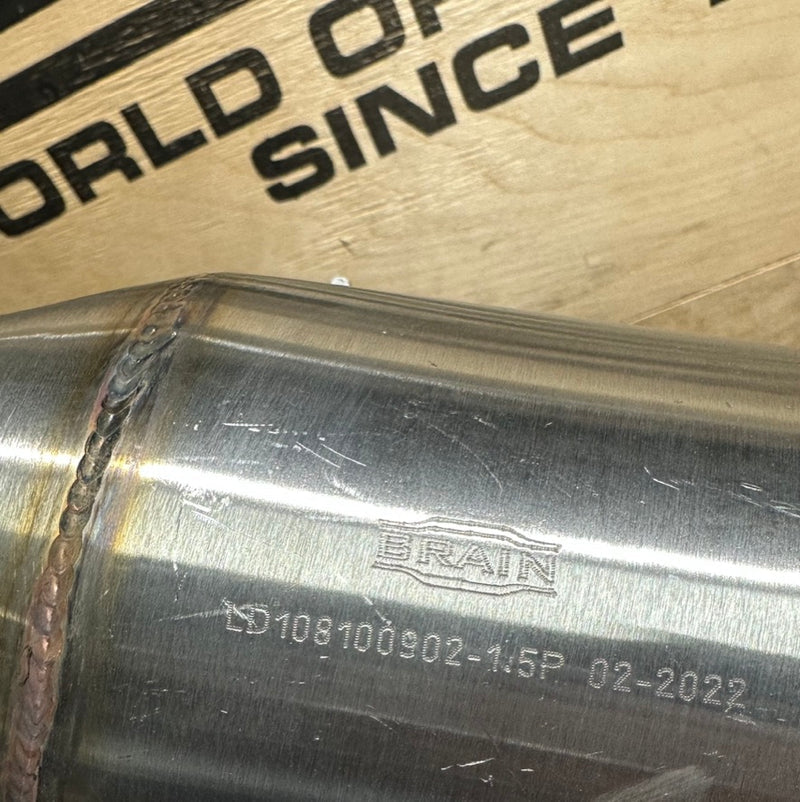 ORLD OF
SINCE
BRAIN
LD108100902-1.5P 02-2022